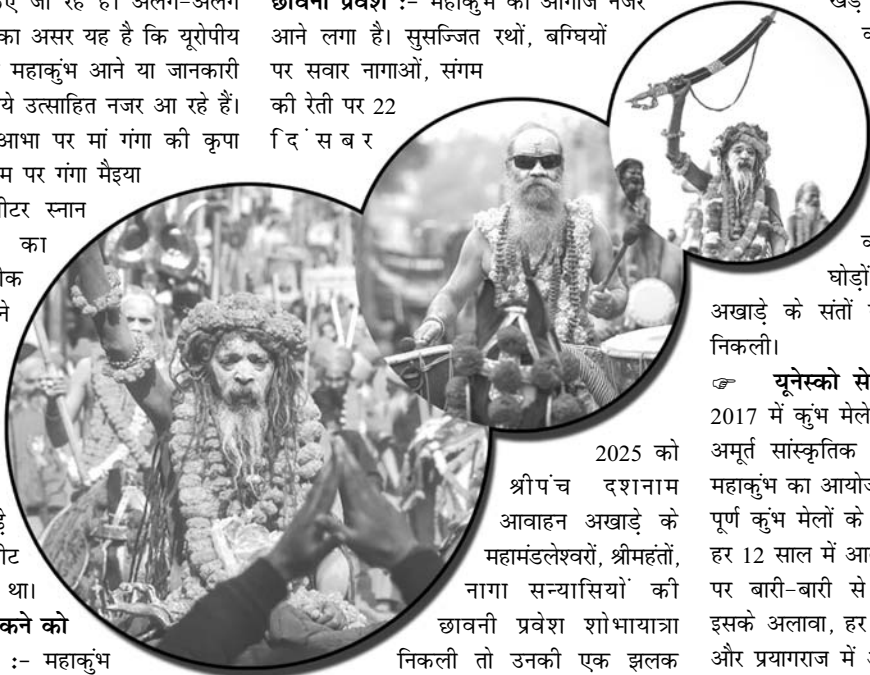 जा रहे हैं। अलग-अलग
का असर यह है कि यूरोपीय
महाकुंभ आने या जानकारी
ये उत्साहित नजर आ रहे हैं।
आभा पर मां गंगा की कृपा
पर गंगा मैइया
स्नान
का
था।
को
:- महाकुंभ
छावनी प्रवेश :- महाकुंभ का आगाज नजर
आने लगा है। सुसज्जित रथों, बग्घियों
पर सवार नागाओं, संगम
की रेती पर 22
दिंसबर
2025 को
श्रीपंच दशनाम
आवाहन अखाड़े के
महामंडलेश्वरों, श्रीमहंतों,
नागा सन्यासियों की
छावनी प्रवेश शोभायात्रा
निकली तो उनकी एक झलक
घोड़ों
अखाड़े के संतों
निकली।
☞ यूनेस्को से
2017 में कुंभ मेले
अमूर्त सांस्कृतिक
महाकुंभ का
पूर्ण कुंभ मेलों के
हर 12 साल में
पर बारी-बारी से
इसके अलावा, हर
और प्रयागराज में